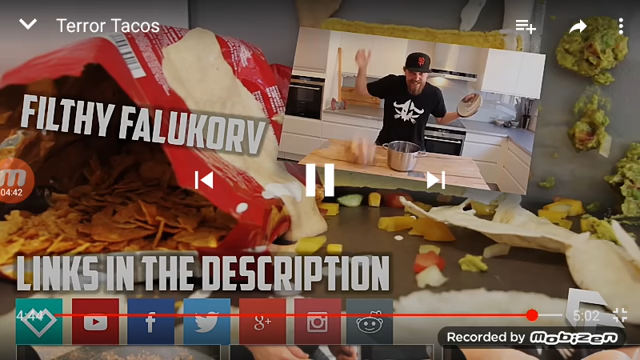 Terror Tacos
FILTHY FALUKORV
04:42
LINKS IN THE DESCRIPTION
4:44
5:02
Recorded by MOBIZEN